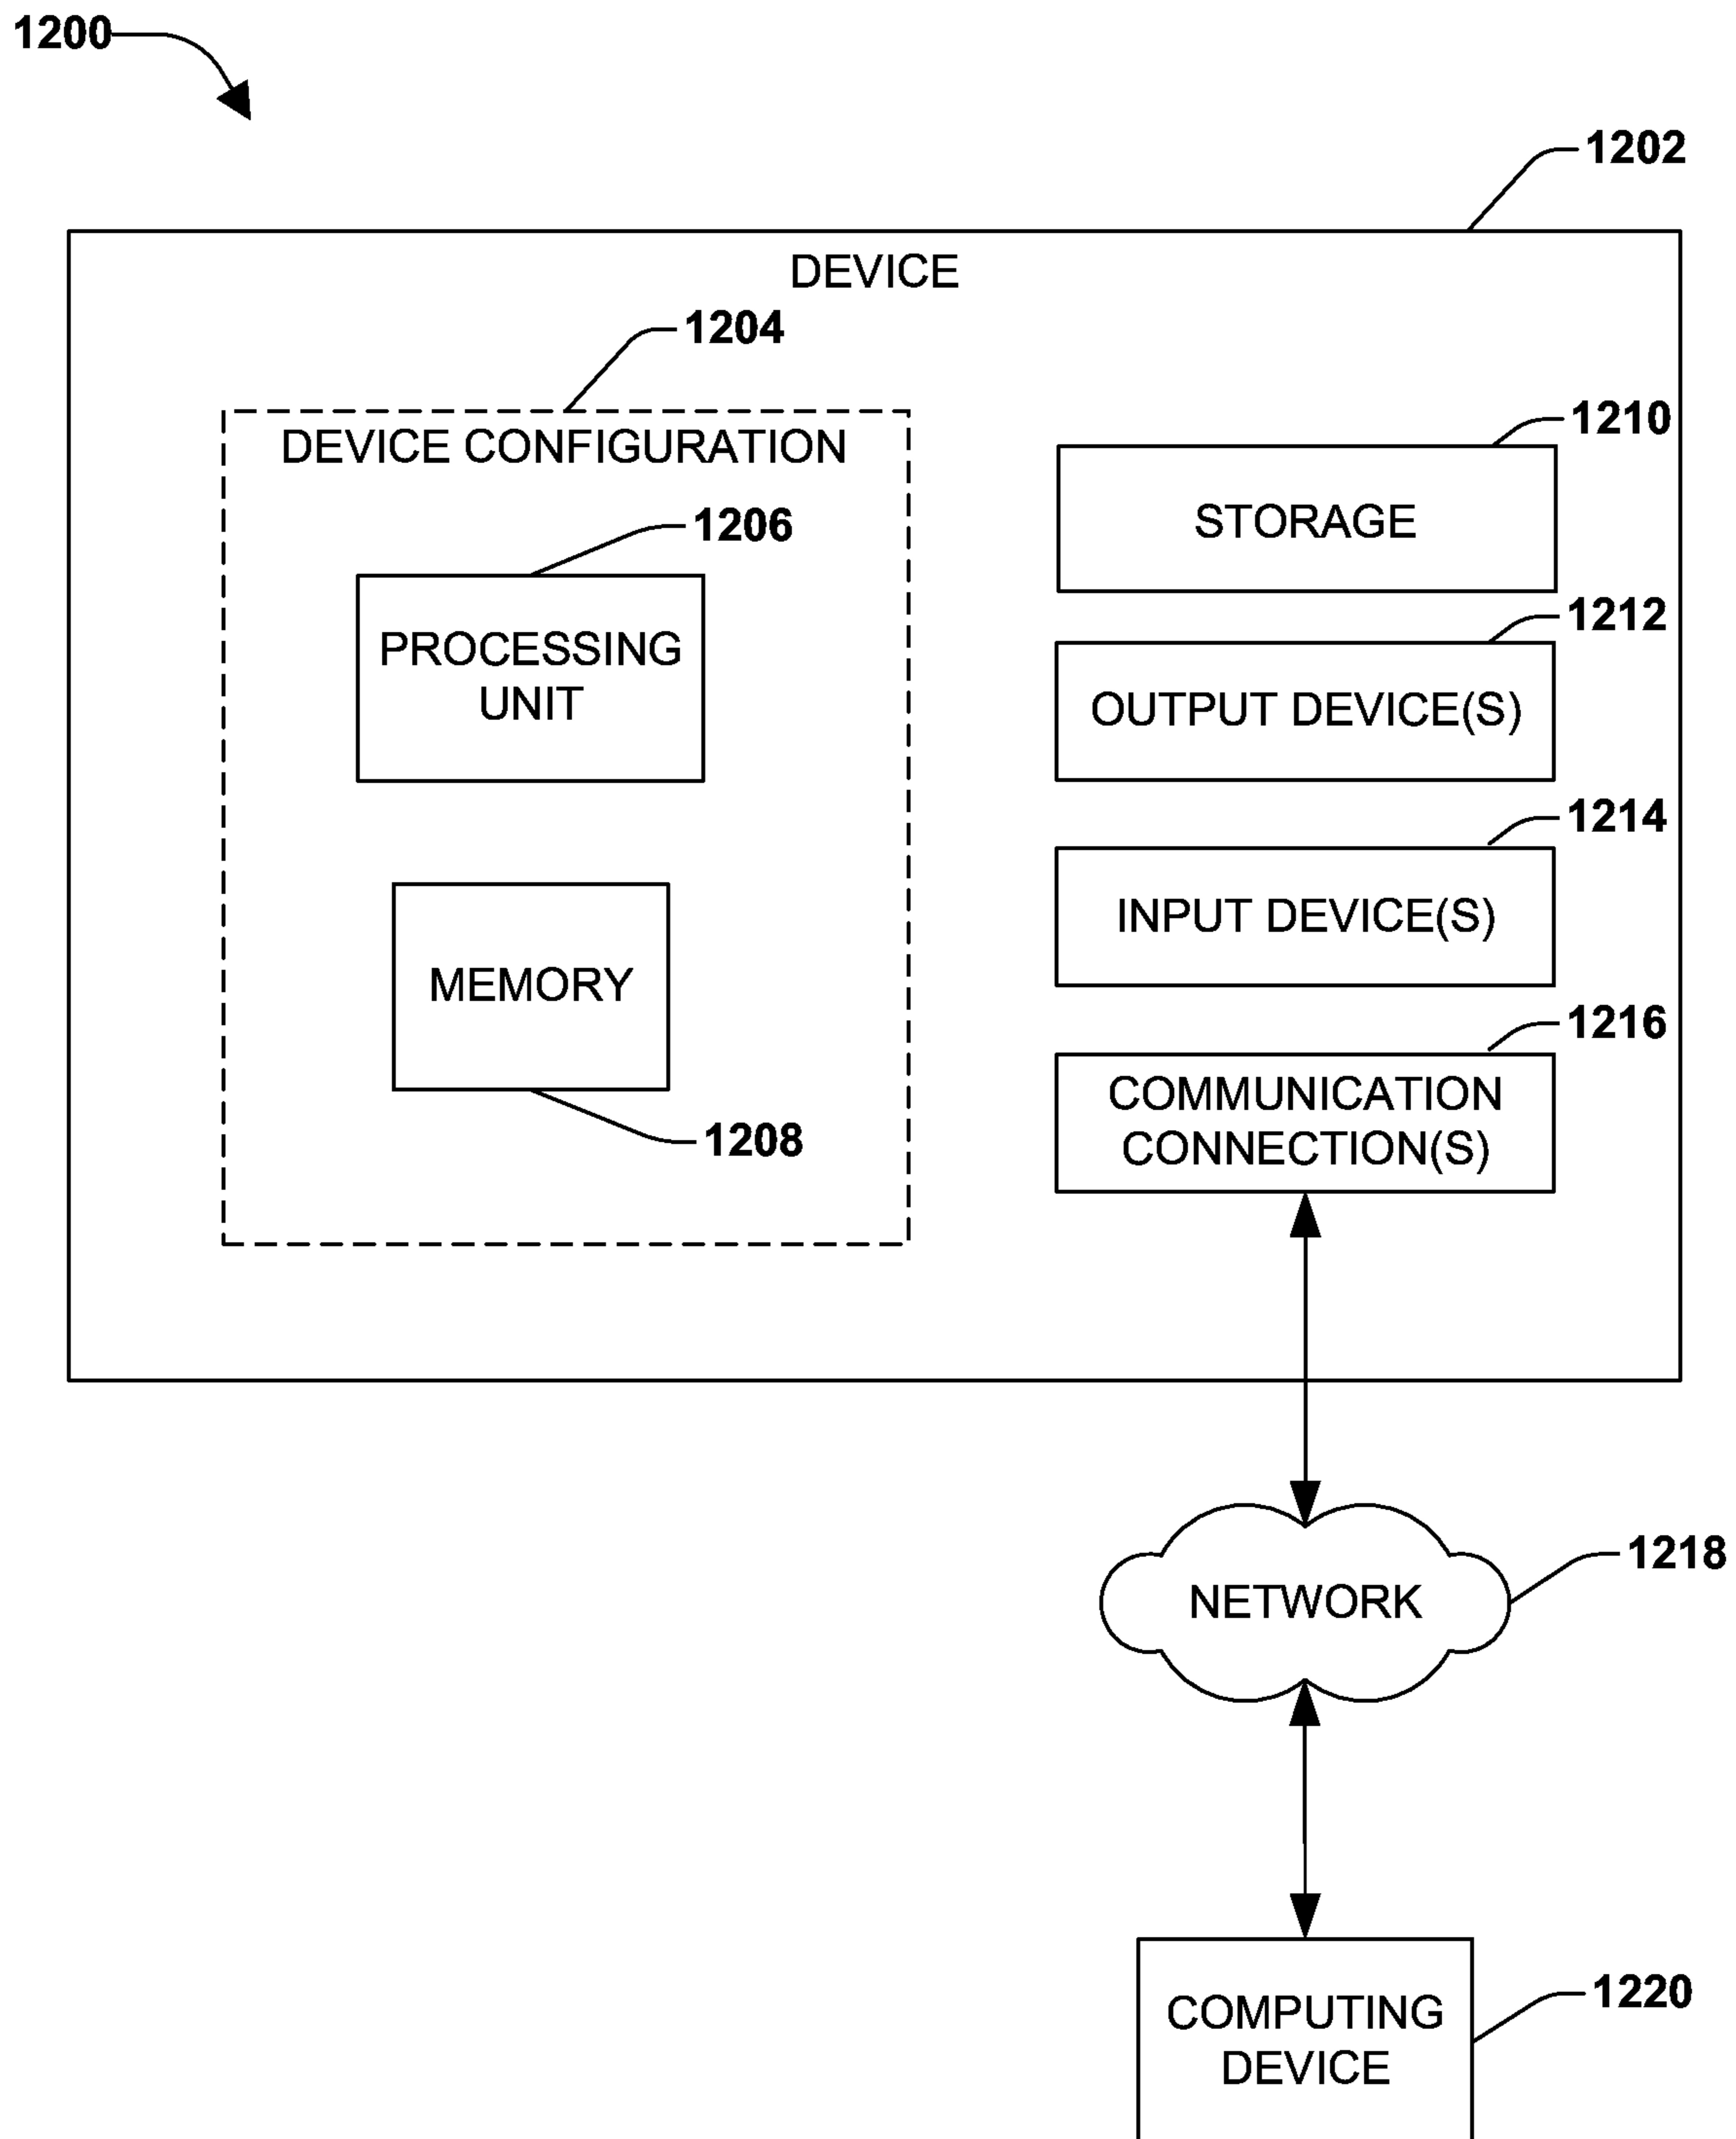 1200
1202
DEVICE
1204
DEVICE CONFIGURATION
1206
PROCESSING
UNIT
MEMORY
1208
1210
STORAGE
1212
OUTPUT DEVICE(S)
1214
INPUT DEVICE(S)
1216
COMMUNICATION
CONNECTION(S)
1218
NETWORK
1220
COMPUTING
DEVICE